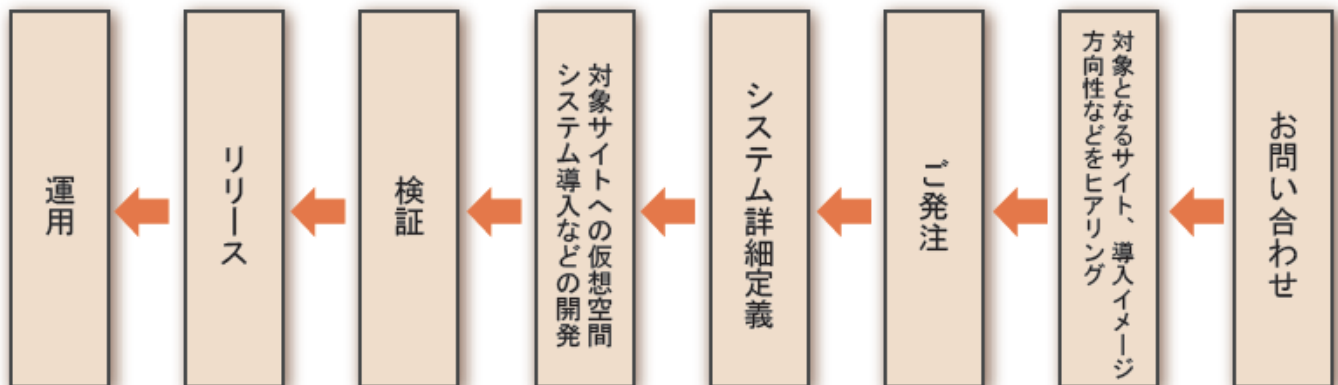 お問い合わせ
対象となるサイト、導入イメージ
方向性などをヒアリング
ご発注
システム詳細定義
対象サイトへの仮想空間
システム導入などの開発
検証
リリース
運用